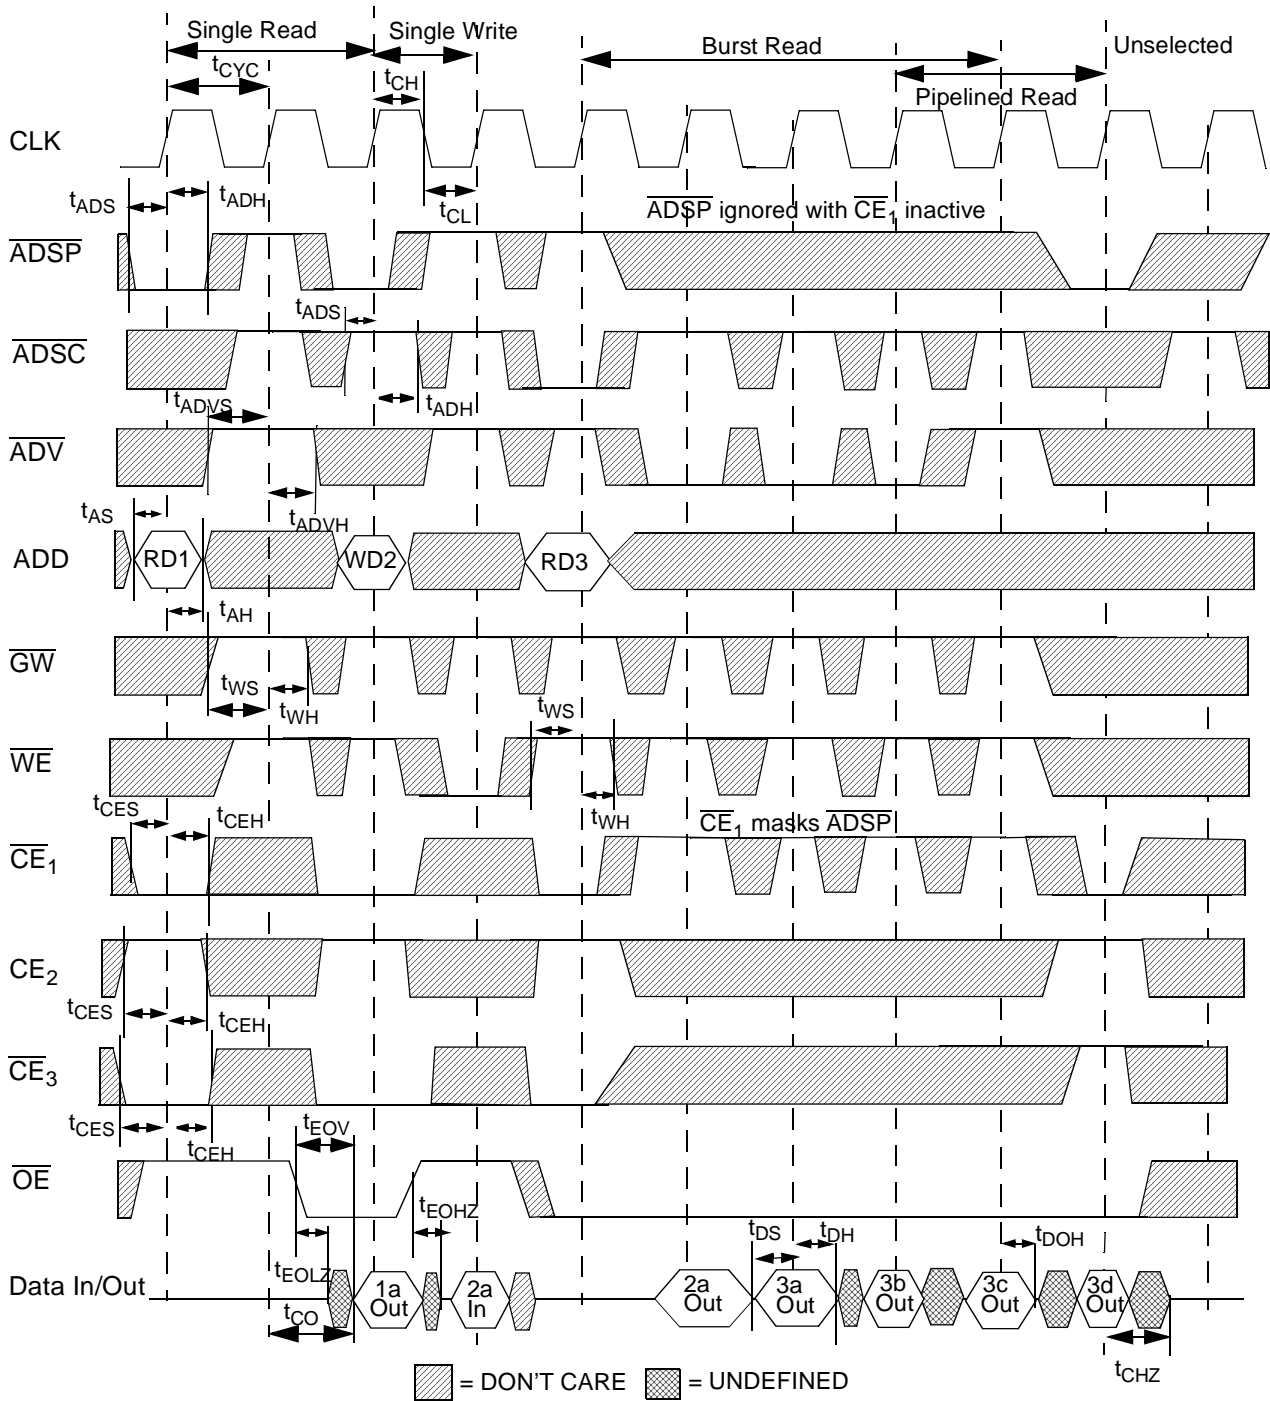 Single Read Single Write Burst Read Unselected
tCYC tCH Pipelined Read
CLK
tADS tADH tCL ADSP ignored with CE1 inactive
ADSP
tADS
ADSC
tADVS tADH
ADV
tAS tADVH
ADD RD1 WD2 RD3
tAH
GW
tWS tWH tWS
WE
tCES tCEH tWH CE1 masks ADSP
CE1
CE2
tCES tCEH
CE3
tCES tCEH tEOV
OE
tEOHZ tDS tDH tDOH
tEOLZ
Data In/Out 1a Out 2a In 2a Out 3a Out 3b Out 3c Out 3d Out
tCO tCHZ
= DON'T CARE = UNDEFINED